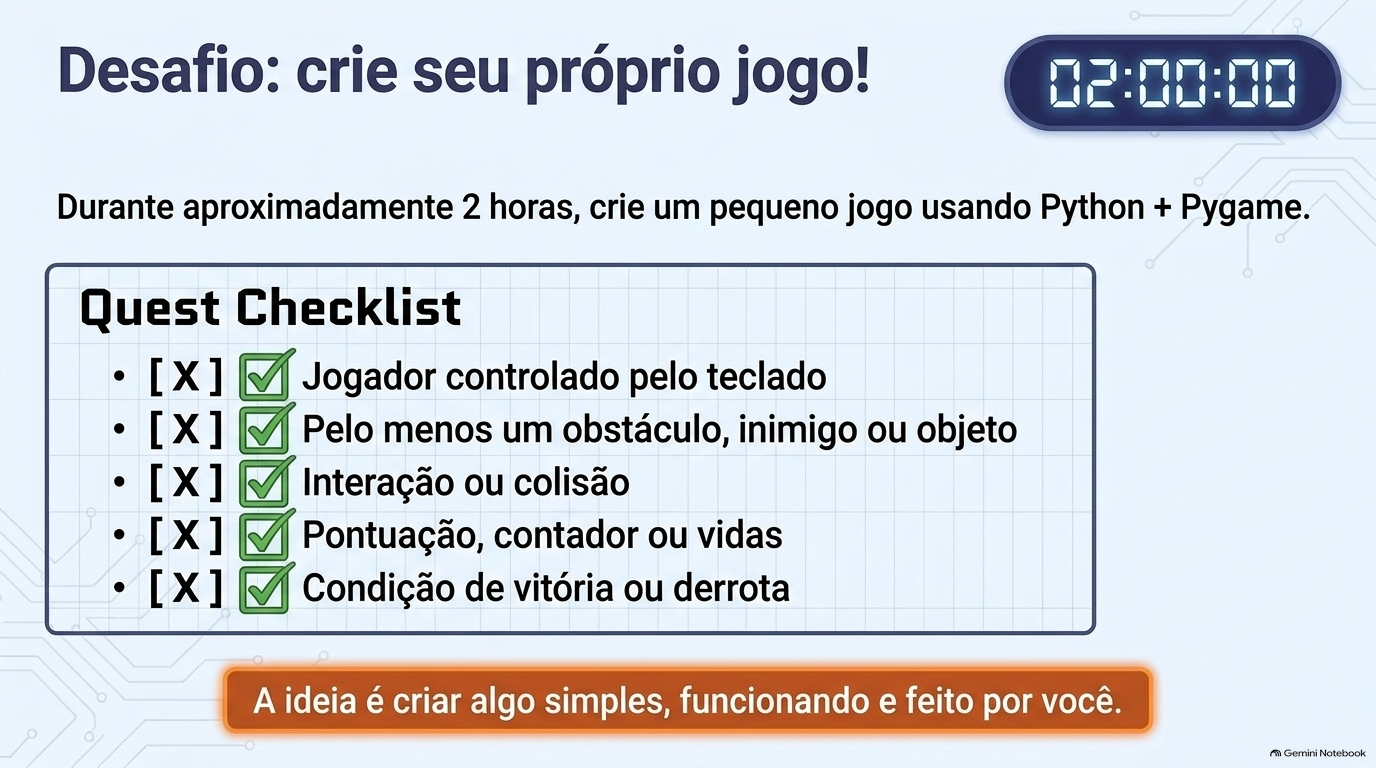 Desafio: crie seu próprio jogo!
02:00:00
Durante aproximadamente 2 horas, crie um pequeno jogo usando Python + Pygame.
Quest Checklist
• [ X ] ✅ Jogador controlado pelo teclado
• [ X ] ✅ Pelo menos um obstáculo, inimigo ou objeto
• [ X ] ✅ Interação ou colisão
• [ X ] ✅ Pontuação, contador ou vidas
• [ X ] ✅ Condição de vitória ou derrota
A ideia é criar algo simples, funcionando e feito por você.
Gemini Notebook